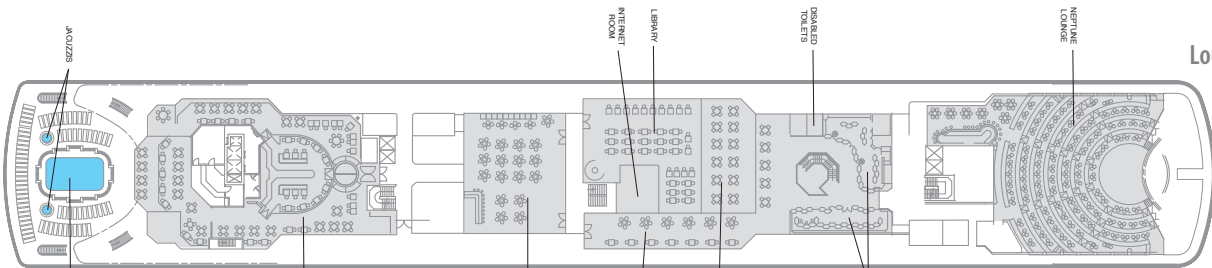 JACUZZIS
INTERNET
ROOM
LIBRARY
DISABLED
TOILETS
NEPTUNE
LOUNGE
Lo